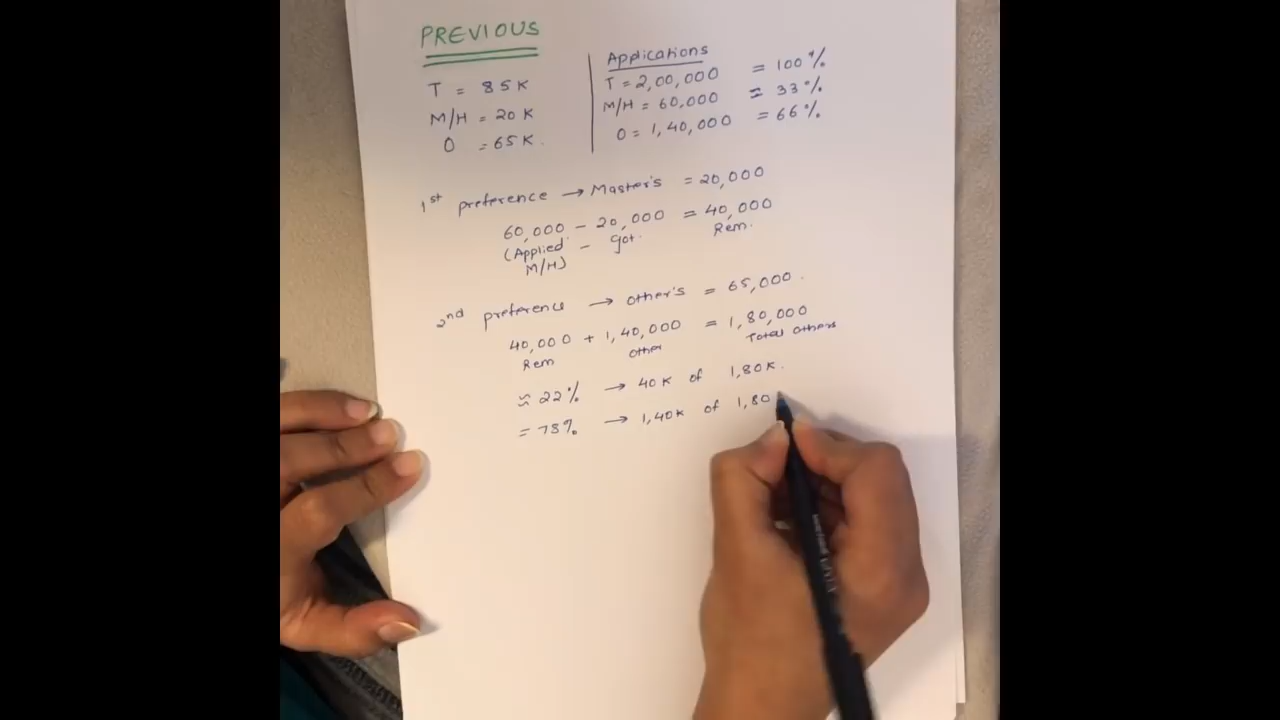 PREVIOUS
T = 85K
M/H = 20K
O = 65K.
Applications
T = 2,00,000 = 100%
M/H = 60,000 ≈ 33%
O = 1,40,000 = 66%
1st preference → Master's = 20,000
60,000 - 20,000 = 40,000
(Applied - got. Rem.
M/H)
2nd preference → other's = 65,000.
40,000 + 1,40,000 = 1,80,000
Rem other Total others
≈ 22% → 40K of 1,80K.
= 78% → 1,40K of 1,80